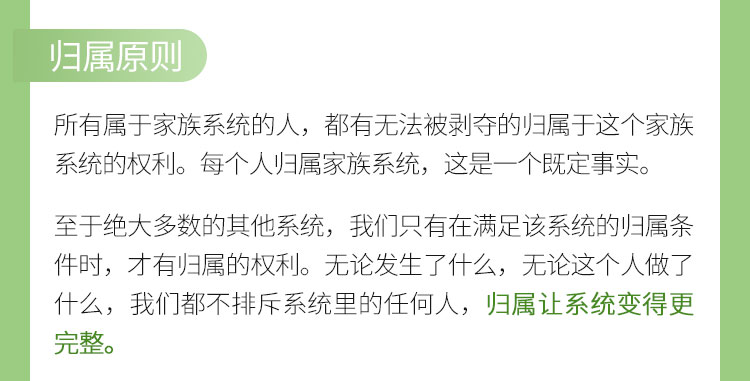 归属原则
所有属于家族系统的人，都有无法被剥夺的归属于这个家族
系统的权利。每个人归属家族系统，这是一个既定事实。
至于绝大多数的其他系统，我们只有在满足该系统的归属条
件时，才有归属的权利。无论发生了什么，无论这个人做了
什么，我们都不排斥系统里的任何人，归属让系统变得更
完整。